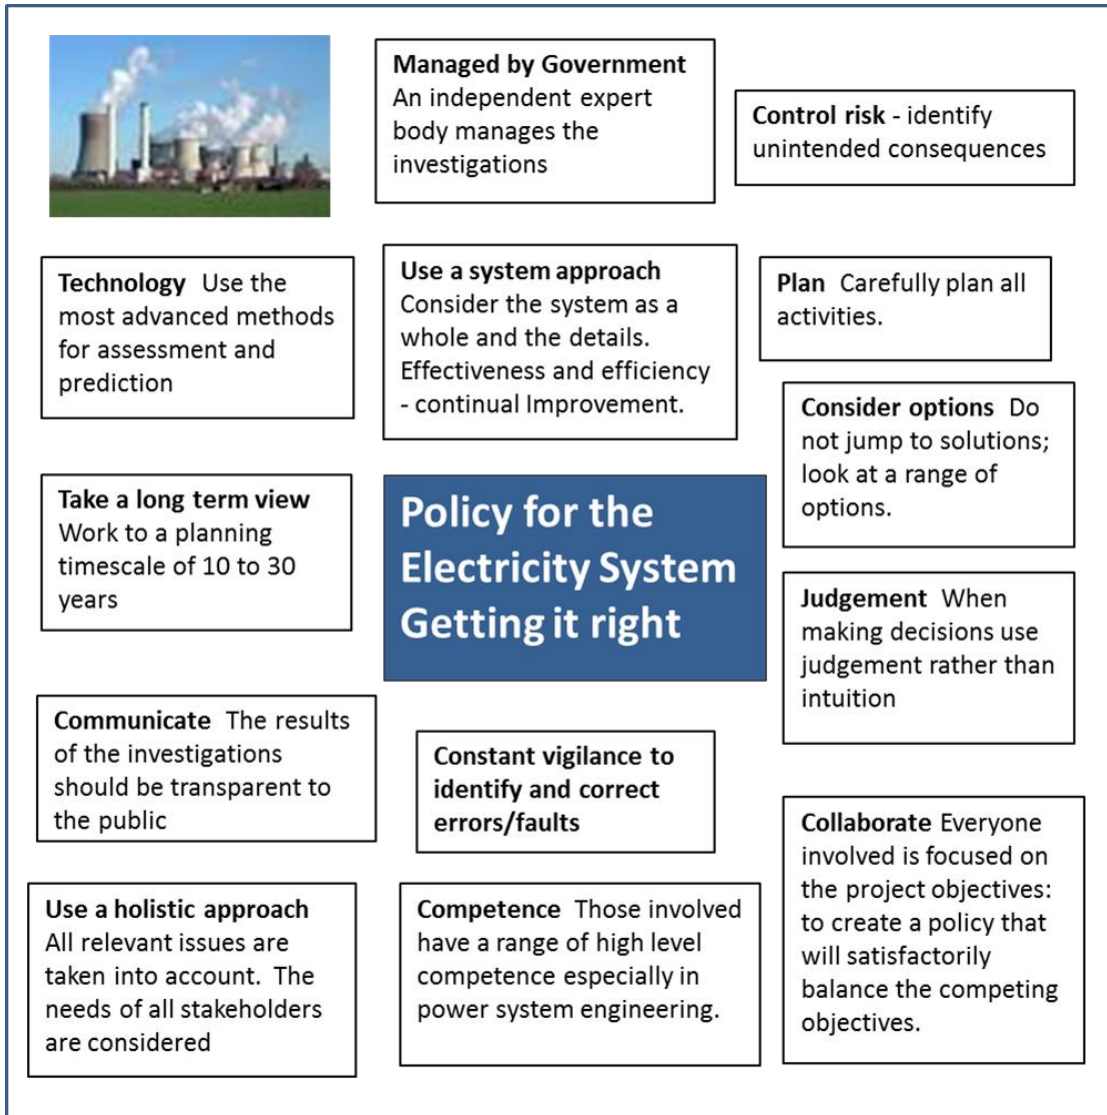 Managed by Government
An independent expert
body manages the
investigations
Control risk - identify
unintended consequences
Technology  Use the
most advanced methods
for assessment and
prediction
Use a system approach
Consider the system as a
whole and the details.
Effectiveness and efficiency
- continual Improvement.
Plan  Carefully plan all
activities.
Consider options  Do
not jump to solutions;
look at a range of
options.
Take a long term view
Work to a planning
timescale of 10 to 30
years
Policy for the
Electricity System
Getting it right
Judgement  When
making decisions use
judgement rather than
intuition
Communicate  The results
of the investigations
should be transparent to
the public
Constant vigilance to
identify and correct
errors/faults
Collaborate Everyone
involved is focused on
the project objectives:
to create a policy that
will satisfactorily
balance the competing
objectives.
Use a holistic approach
All relevant issues are
taken into account.  The
needs of all stakeholders
are considered
Competence  Those involved
have a range of high level
competence especially in
power system engineering.